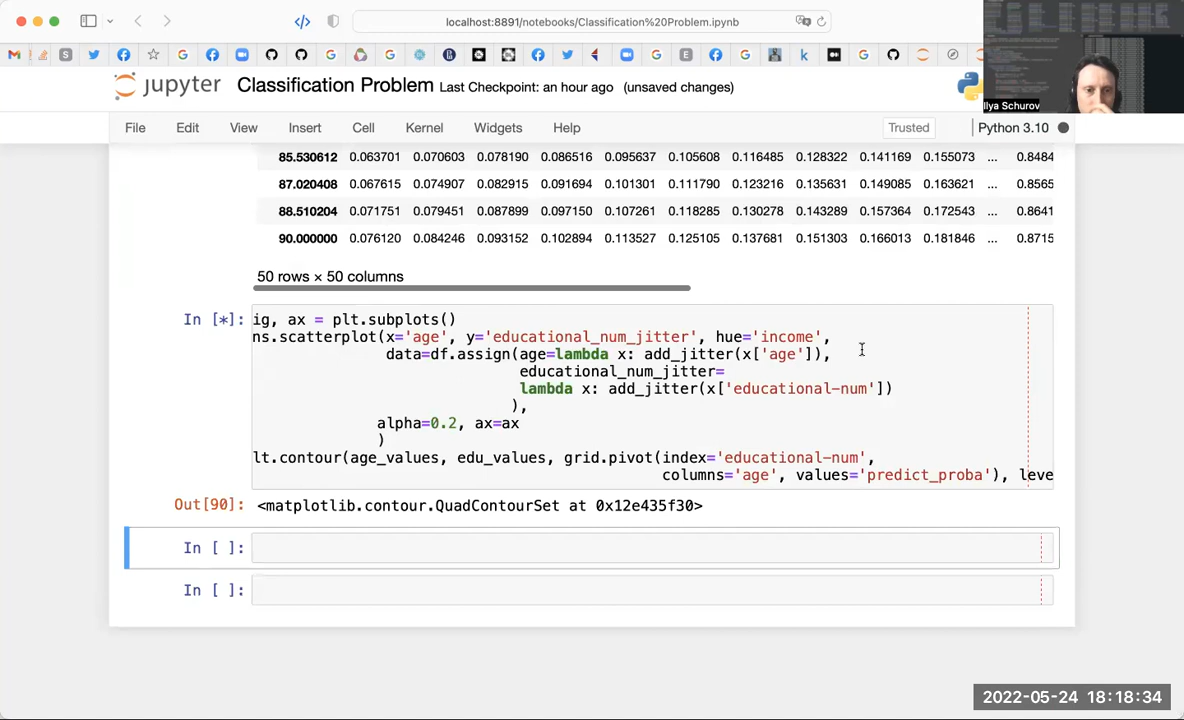 localhost:8891/notebooks/Classification%20Problem.ipynb
jupyter Classification Problem Last Checkpoint: an hour ago (unsaved changes)
Ilya Schurov
File Edit View Insert Cell Kernel Widgets Help Trusted Python 3.10
85.530612 0.063701 0.070603 0.078190 0.086516 0.095637 0.105608 0.116485 0.128322 0.141169 0.155073 ... 0.8484
87.020408 0.067615 0.074907 0.082915 0.091694 0.101301 0.111790 0.123216 0.135631 0.149085 0.163621 ... 0.8565
88.510204 0.071751 0.079451 0.087899 0.097150 0.107261 0.118285 0.130278 0.143289 0.157364 0.172543 ... 0.8641
90.000000 0.076120 0.084246 0.093152 0.102894 0.113527 0.125105 0.137681 0.151303 0.166013 0.181846 ... 0.8715
50 rows × 50 columns
In [*]: ig, ax = plt.subplots()
ns.scatterplot(x='age', y='educational_num_jitter', hue='income',
data=df.assign(age=lambda x: add_jitter(x['age']),
educational_num_jitter=
lambda x: add_jitter(x['educational-num'])
),
alpha=0.2, ax=ax
)
lt.contour(age_values, edu_values, grid.pivot(index='educational-num',
columns='age', values='predict_proba'), leve
Out[90]: <matplotlib.contour.QuadContourSet at 0x12e435f30>
In [ ]:
In [ ]:
2022-05-24 18:18:34